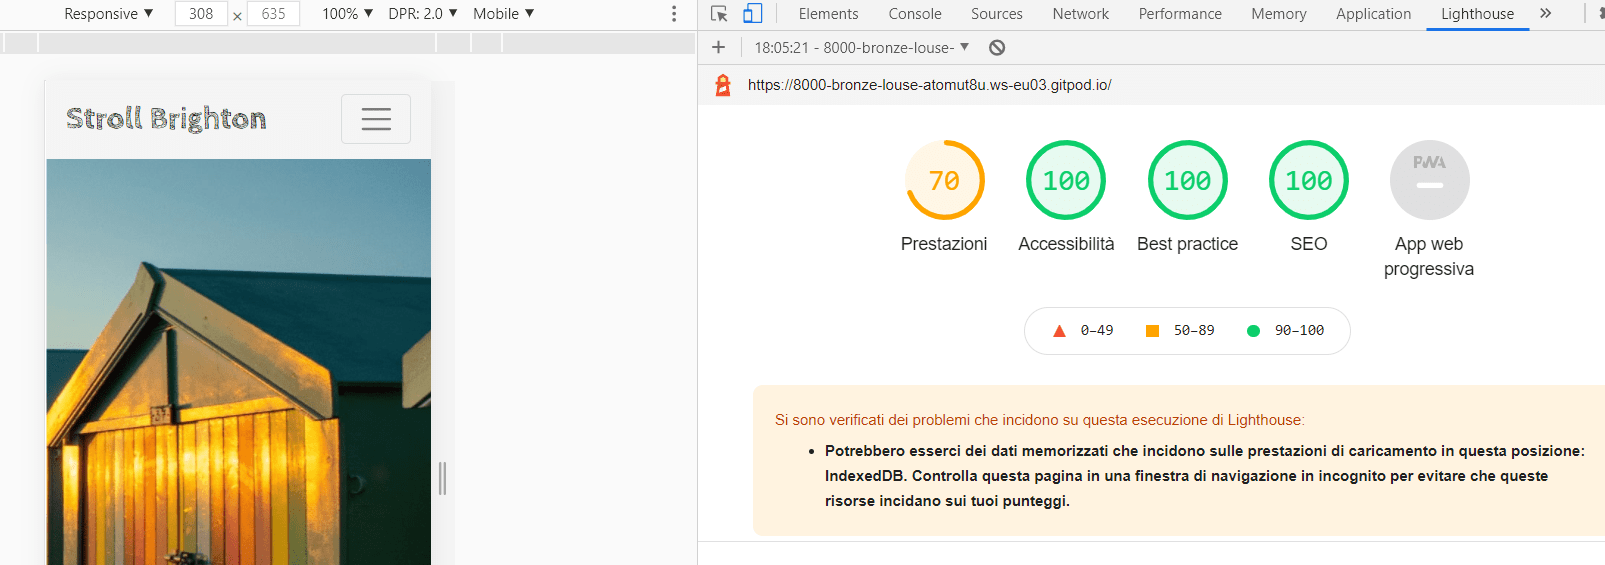 Responsive ▼ 308 × 635 100% ▼ DPR: 2.0 ▼ Mobile ▼
Elements Console Sources Network Performance Memory Application Lighthouse »
+ 18:05:21 - 8000-bronze-louse- ▼
https://8000-bronze-louse-atomut8u.ws-eu03.gitpod.io/
Stroll Brighton
70 100 100 100 PWA
Prestazioni Accessibilità Best practice SEO App web
progressiva
0–49 50–89 90–100
Si sono verificati dei problemi che incidono su questa esecuzione di Lighthouse:
• Potrebbero esserci dei dati memorizzati che incidono sulle prestazioni di caricamento in questa posizione:
IndexedDB. Controlla questa pagina in una finestra di navigazione in incognito per evitare che queste
risorse incidano sui tuoi punteggi.